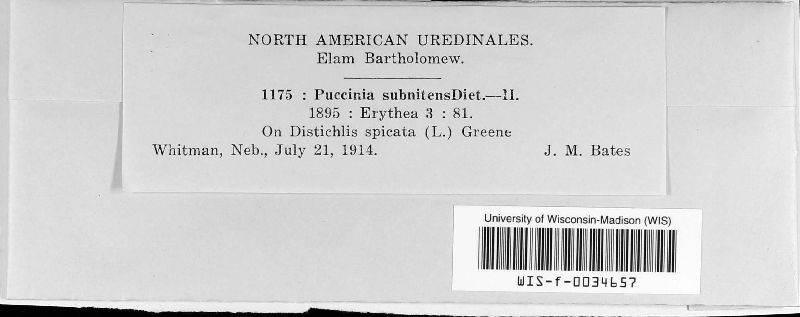 NORTH AMERICAN UREDINALES.
Elam Bartholomew.
1175 : Puccinia subnitensDiet.—II.
1895 : Erythea 3 : 81.
On Distichlis spicata (L.) Greene
Whitman, Neb., July 21, 1914. J. M. Bates
University of Wisconsin-Madison (WIS)
WIS-f-0034657